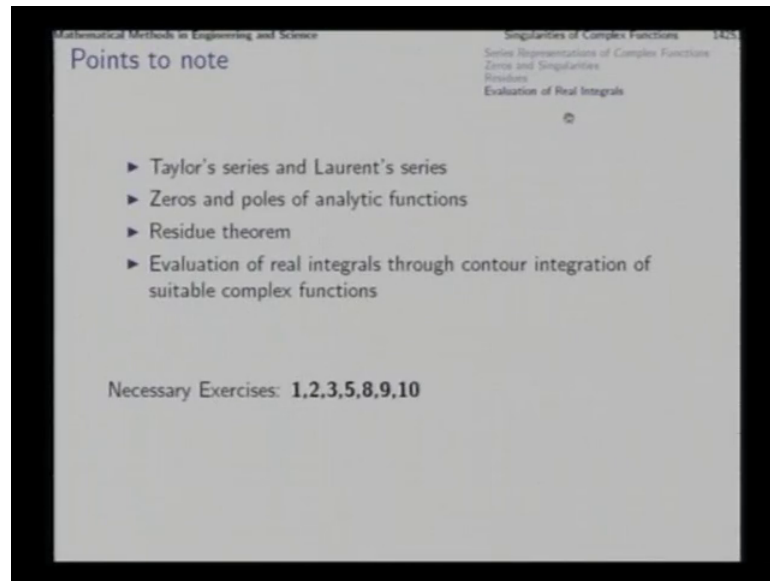 Mathematical Methods in Engineering and Science
Singularities of Complex Functions
Points to note
Series Representations of Complex Functions
Zeros and Singularities
Residues
Evaluation of Real Integrals
► Taylor's series and Laurent's series
► Zeros and poles of analytic functions
► Residue theorem
► Evaluation of real integrals through contour integration of
suitable complex functions
Necessary Exercises: 1,2,3,5,8,9,10